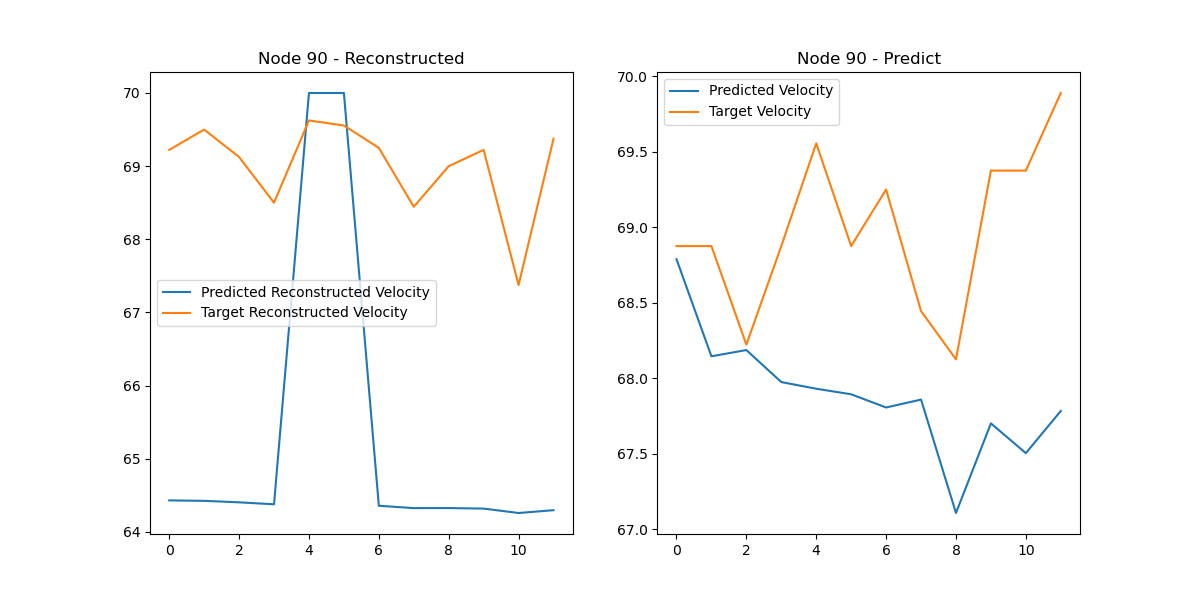 Node 90 - Reconstructed
70
69
68
67
66
65
64
0 2 4 6 8 10
Predicted Reconstructed Velocity
Target Reconstructed Velocity
Node 90 - Predict
70.0
69.5
69.0
68.5
68.0
67.5
67.0
0 2 4 6 8 10
Predicted Velocity
Target Velocity